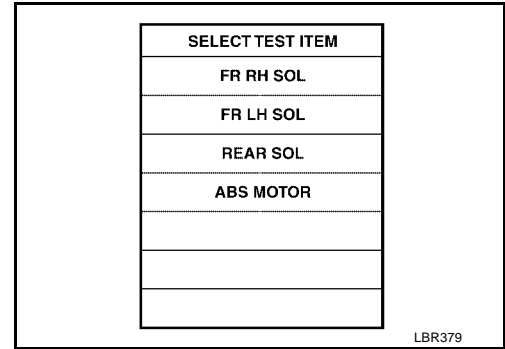 SELECT TEST ITEM
FR RH SOL
FR LH SOL
REAR SOL
ABS MOTOR
LBR379